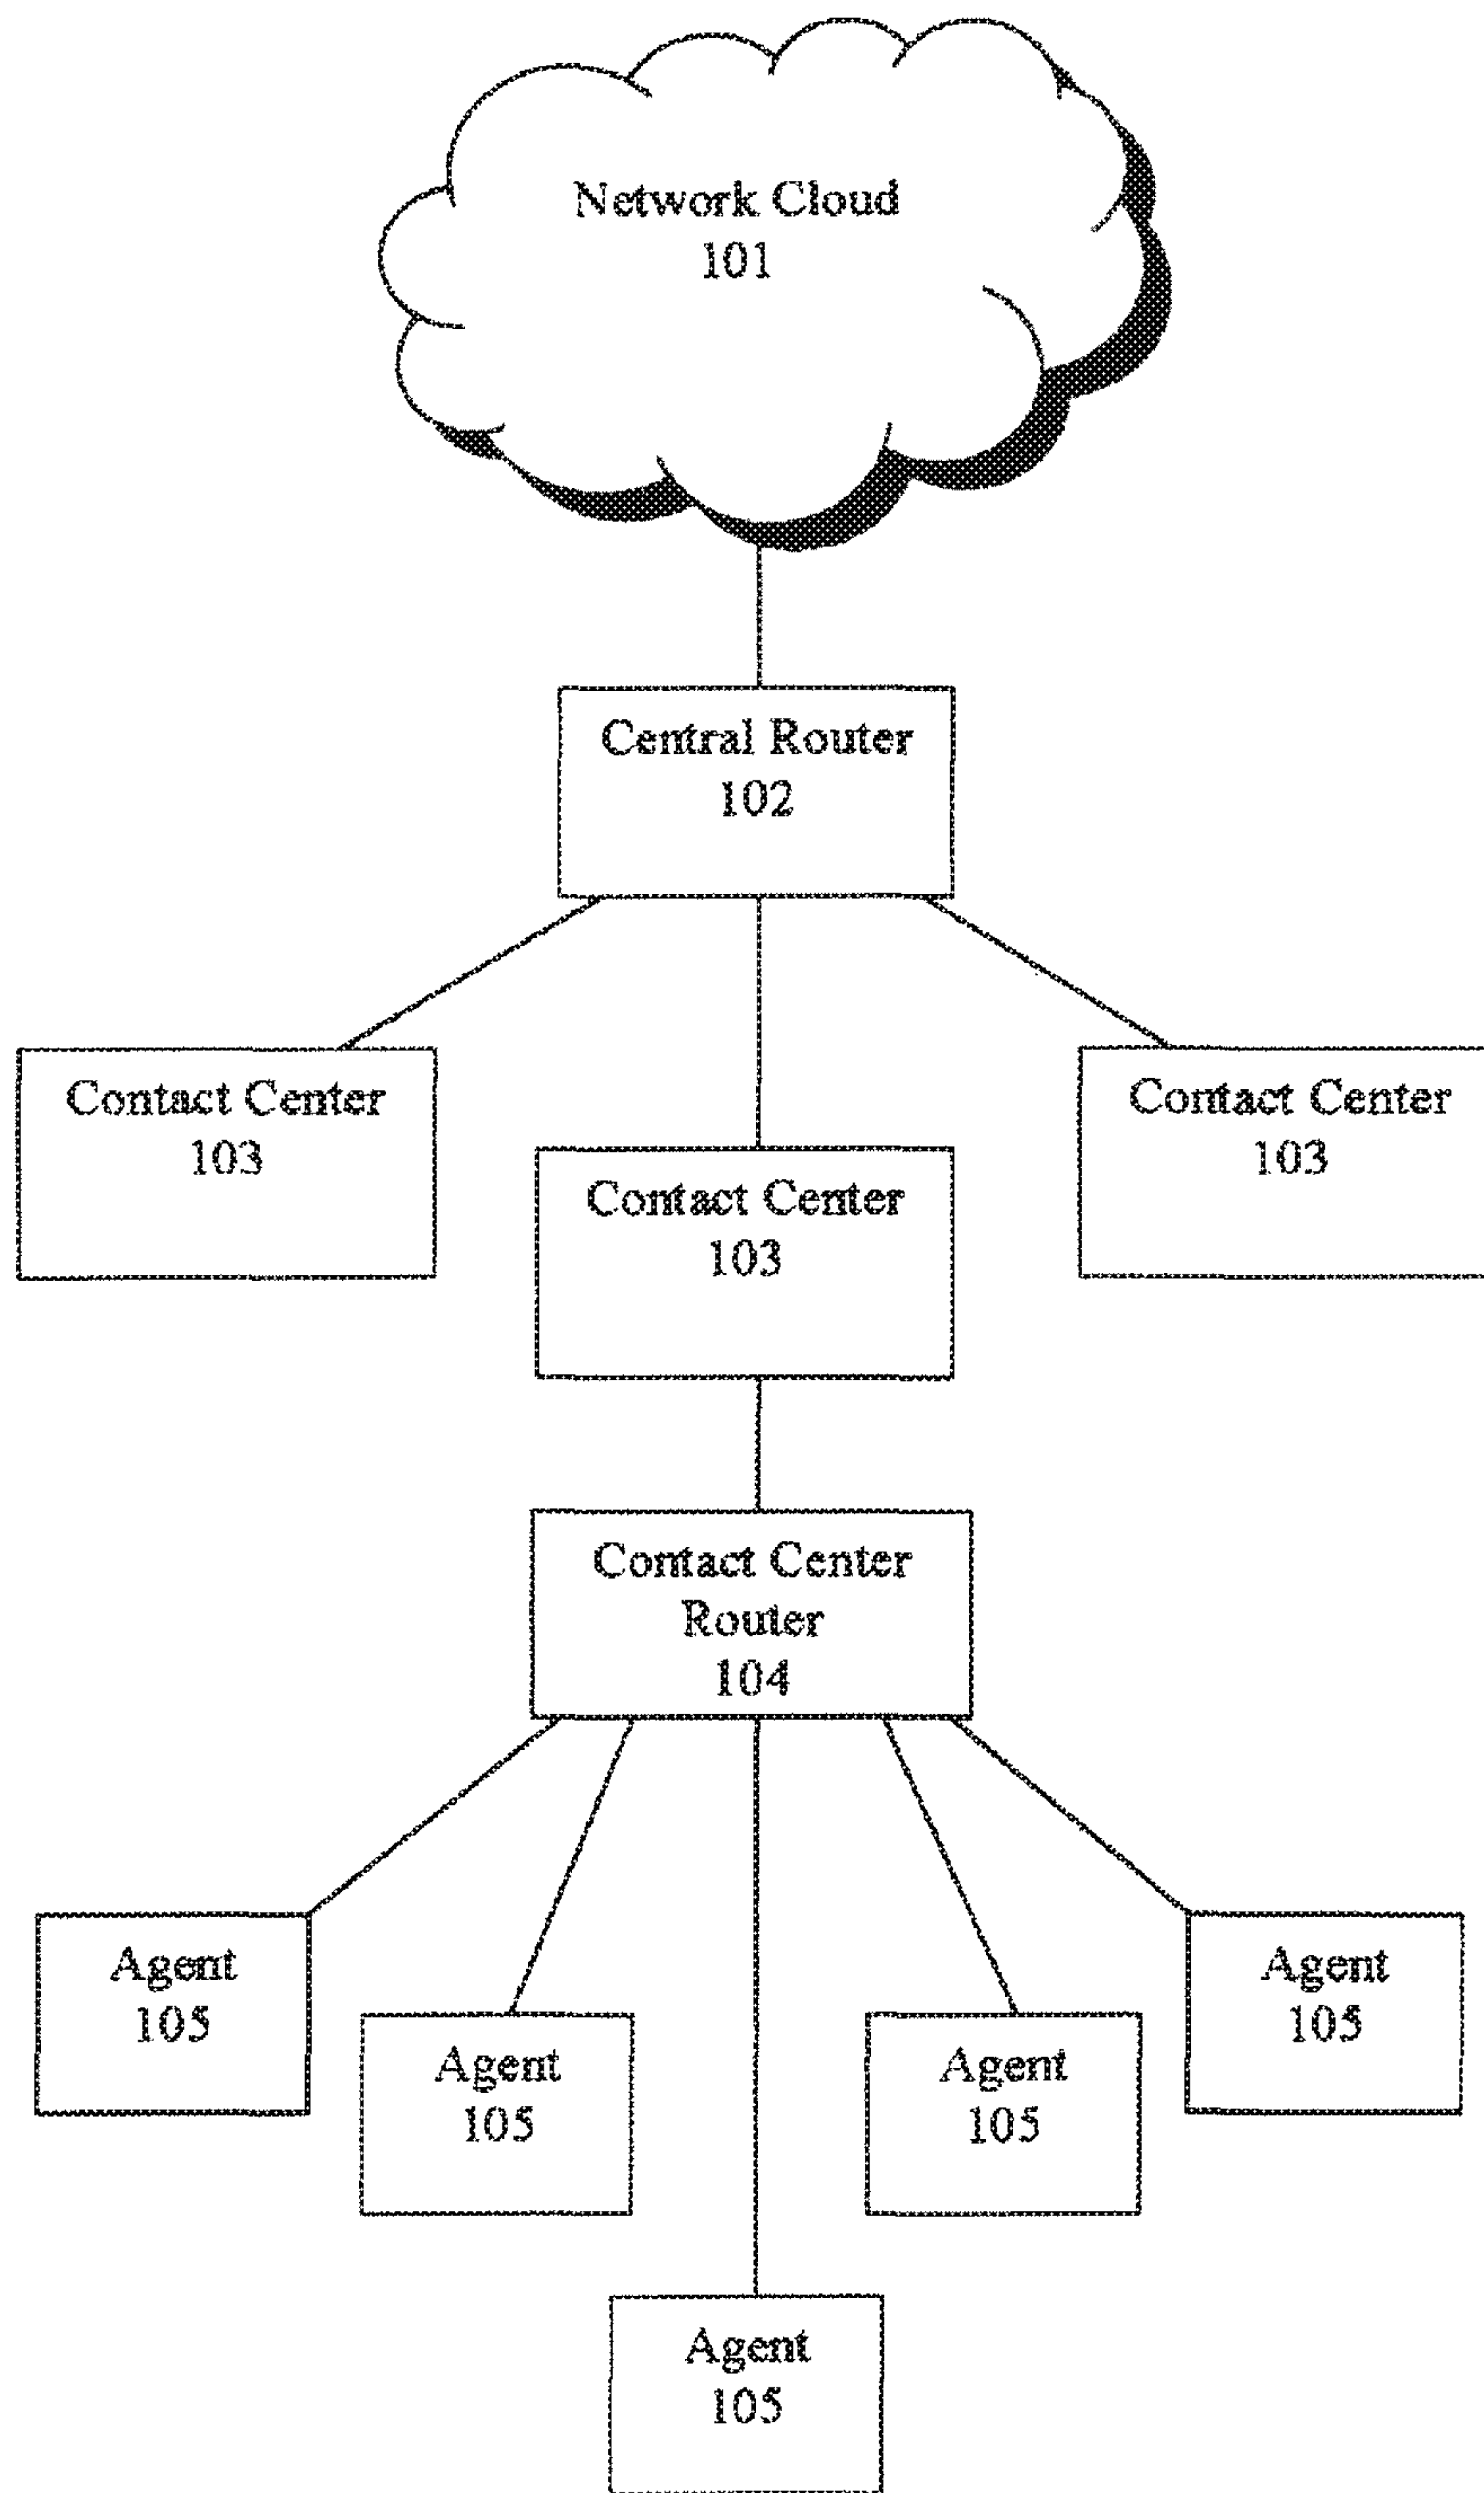 Network Cloud
101
Central Router
102
Contact Center
103
Contact Center
103
Contact Center
103
Contact Center
Router
104
Agent
105
Agent
105
Agent
105
Agent
105
Agent
105